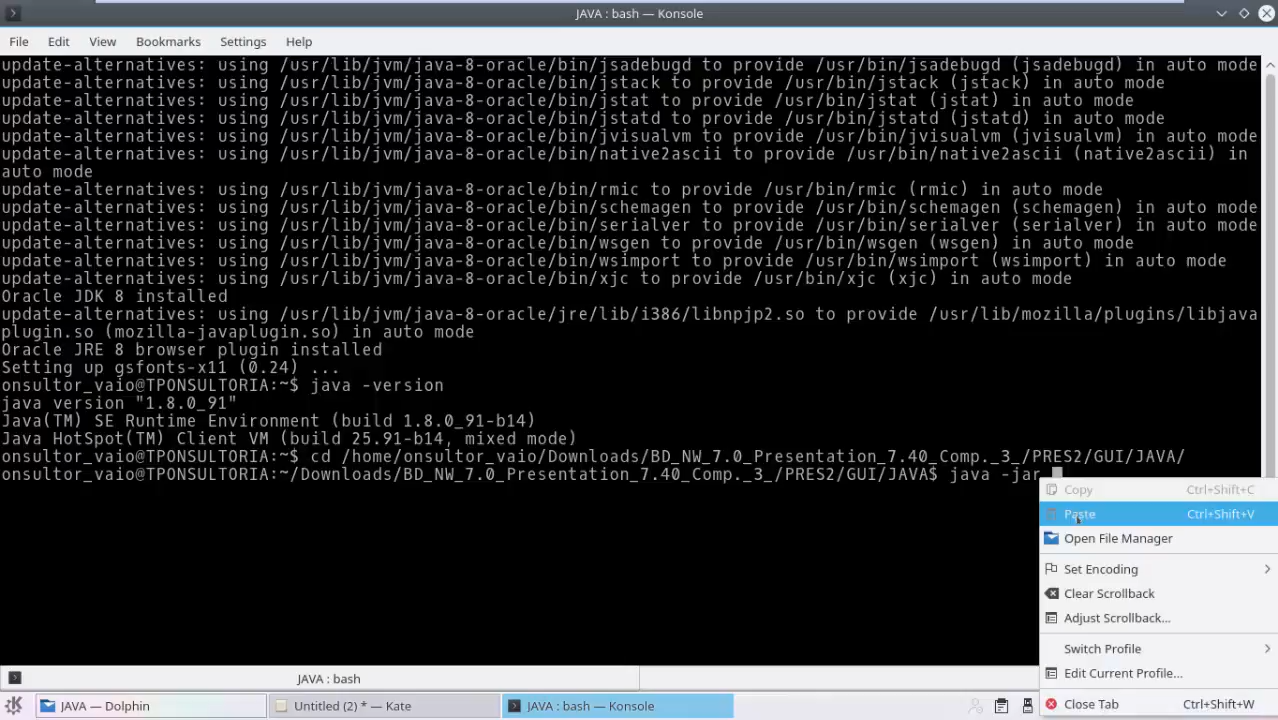 JAVA : bash — Konsole
File Edit View Bookmarks Settings Help
update-alternatives: using /usr/lib/jvm/java-8-oracle/bin/jsadebugd to provide /usr/bin/jsadebugd (jsadebugd) in auto mode
update-alternatives: using /usr/lib/jvm/java-8-oracle/bin/jstack to provide /usr/bin/jstack (jstack) in auto mode
update-alternatives: using /usr/lib/jvm/java-8-oracle/bin/jstat to provide /usr/bin/jstat (jstat) in auto mode
update-alternatives: using /usr/lib/jvm/java-8-oracle/bin/jstatd to provide /usr/bin/jstatd (jstatd) in auto mode
update-alternatives: using /usr/lib/jvm/java-8-oracle/bin/jvisualvm to provide /usr/bin/jvisualvm (jvisualvm) in auto mode
update-alternatives: using /usr/lib/jvm/java-8-oracle/bin/native2ascii to provide /usr/bin/native2ascii (native2ascii) in
auto mode
update-alternatives: using /usr/lib/jvm/java-8-oracle/bin/rmic to provide /usr/bin/rmic (rmic) in auto mode
update-alternatives: using /usr/lib/jvm/java-8-oracle/bin/schemagen to provide /usr/bin/schemagen (schemagen) in auto mode
update-alternatives: using /usr/lib/jvm/java-8-oracle/bin/serialver to provide /usr/bin/serialver (serialver) in auto mode
update-alternatives: using /usr/lib/jvm/java-8-oracle/bin/wsgen to provide /usr/bin/wsgen (wsgen) in auto mode
update-alternatives: using /usr/lib/jvm/java-8-oracle/bin/wsimport to provide /usr/bin/wsimport (wsimport) in auto mode
update-alternatives: using /usr/lib/jvm/java-8-oracle/bin/xjc to provide /usr/bin/xjc (xjc) in auto mode
Oracle JDK 8 installed
update-alternatives: using /usr/lib/jvm/java-8-oracle/jre/lib/i386/libnpjp2.so to provide /usr/lib/mozilla/plugins/libjava
plugin.so (mozilla-javaplugin.so) in auto mode
Oracle JRE 8 browser plugin installed
Setting up gsfonts-x11 (0.24) ...
onsultor_vaio@TPONSULTORIA:~$ java -version
java version "1.8.0_91"
Java(TM) SE Runtime Environment (build 1.8.0_91-b14)
Java HotSpot(TM) Client VM (build 25.91-b14, mixed mode)
onsultor_vaio@TPONSULTORIA:~$ cd /home/onsultor_vaio/Downloads/BD_NW_7.0_Presentation_7.40_Comp._3_/PRES2/GUI/JAVA/
onsultor_vaio@TPONSULTORIA:~/Downloads/BD_NW_7.0_Presentation_7.40_Comp._3_/PRES2/GUI/JAVA$ java -jar
Copy Ctrl+Shift+C
Paste Ctrl+Shift+V
Open File Manager
Set Encoding
Clear Scrollback
Adjust Scrollback...
Switch Profile
Edit Current Profile...
Close Tab Ctrl+Shift+W
JAVA : bash
JAVA — Dolphin
Untitled (2) * — Kate
JAVA : bash — Konsole